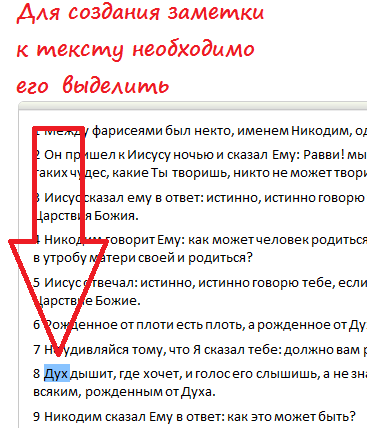 Для создания заметки
к тексту необходимо
его выделить
1 Между фарисеями был некто, именем Никодим, од
2 Он пришел к Иисусу ночью и сказал Ему: Равви! мы
таких чудес, какие Ты творишь, никто не может твори
3 Иисус сказал ему в ответ: истинно, истинно говорю
Царствия Божия.
4 Никодим говорит Ему: как может человек родиться
в утробу матери своей и родиться?
5 Иисус отвечал: истинно, истинно говорю тебе, если
Царствие Божие.
6 Рожденное от плоти есть плоть, а рожденное от Ду
7 Не удивляйся тому, что Я сказал тебе: должно вам р
8 Дух дышит, где хочет, и голос его слышишь, а не зна
всяким, рожденным от Духа.
9 Никодим сказал Ему в ответ: как это может быть?